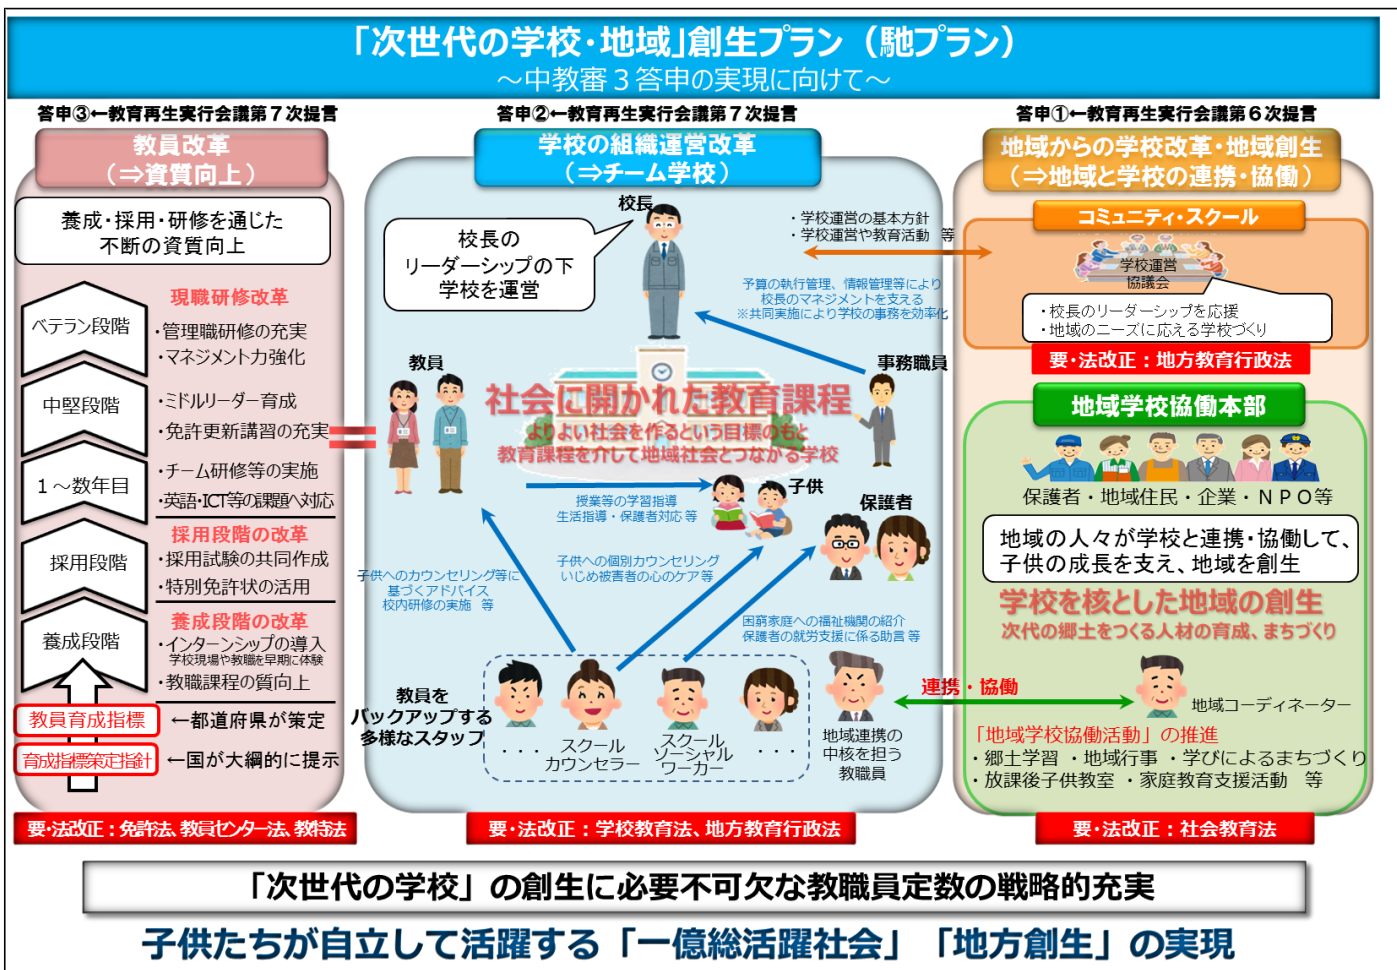 「次世代の学校・地域」創生プラン（馳プラン）
～中教審３答申の実現に向けて～
答申③←教育再生実行会議第７次提言
教員改革
（⇒資質向上）
養成・採用・研修を通じた
不断の資質向上
現職研修改革
ベテラン段階
・管理職研修の充実
・マネジメント力強化
中堅段階
・ミドルリーダー育成
・免許更新講習の充実
１～数年目
・チーム研修等の実施
・英語・ICT等の課題へ対応
採用段階の改革
採用段階
・採用試験の共同作成
・特別免許状の活用
養成段階の改革
養成段階
・インターンシップの導入
学校現場や教職を早期に体験
・教職課程の質向上
教員育成指標
←都道府県が策定
育成指標策定指針
←国が大綱的に提示
要・法改正：免許法、教員センター法、教特法
答申②←教育再生実行会議第７次提言
学校の組織運営改革
（⇒チーム学校）
校長
校長の
リーダーシップの下
学校を運営
・学校運営の基本方針
・学校運営や教育活動　等
予算の執行管理、情報管理等により
校長のマネジメントを支える
※共同実施により学校の事務を効率化
教員
事務職員
社会に開かれた教育課程
よりよい社会を作るという目標のもと
教育課程を介して地域社会とつながる学校
授業等の学習指導
生活指導・保護者対応 等
子供
保護者
子供へのカウンセリング等に
基づくアドバイス
校内研修の実施　等
子供への個別カウンセリング
いじめ被害者の心のケア 等
困窮家庭への福祉機関の紹介
保護者の就労支援に係る助言 等
教員を
バックアップする
多様なスタッフ
・・・
スクール
カウンセラー
スクール
ソーシャル
ワーカー
・・・
地域連携の
中核を担う
教職員
連携・協働
要・法改正：学校教育法、地方教育行政法
答申①←教育再生実行会議第６次提言
地域からの学校改革・地域創生
（⇒地域と学校の連携・協働）
コミュニティ・スクール
学校運営
協議会
・校長のリーダーシップを応援
・地域のニーズに応える学校づくり
要・法改正：地方教育行政法
地域学校協働本部
保護者・地域住民・企業・ＮＰＯ等
地域の人々が学校と連携・協働して、
子供の成長を支え、地域を創生
学校を核とした地域の創生
次代の郷土をつくる人材の育成、まちづくり
地域コーディネーター
「地域学校協働活動」の推進
・郷土学習 ・地域行事 ・学びによるまちづくり
・放課後子供教室 ・家庭教育支援活動　等
要・法改正：社会教育法
「次世代の学校」の創生に必要不可欠な教職員定数の戦略的充実
子供たちが自立して活躍する「一億総活躍社会」「地方創生」の実現